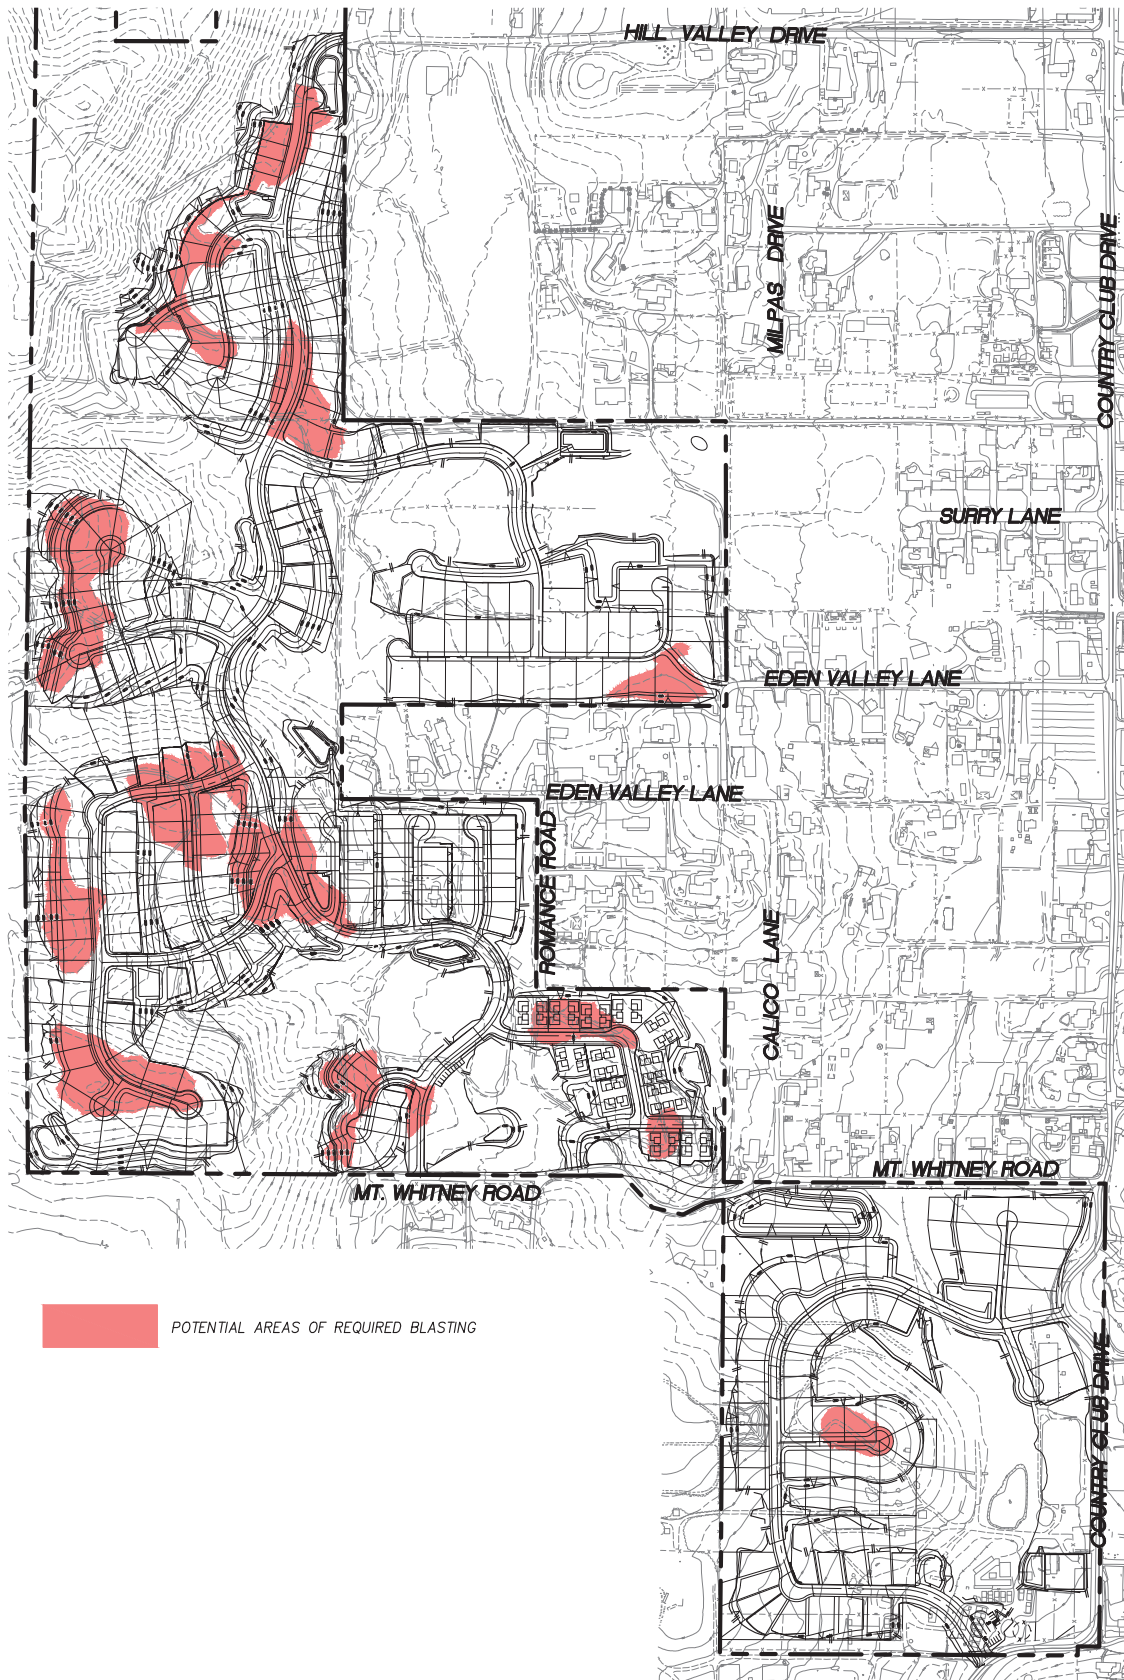 HILL VALLEY DRIVE
MILPAS DRIVE
COUNTRY CLUB DRIVE
SURRY LANE
EDEN VALLEY LANE
EDEN VALLEY LANE
ROMANCE ROAD
CALICO LANE
MT. WHITNEY ROAD
MT. WHITNEY ROAD
POTENTIAL AREAS OF REQUIRED BLASTING
COUNTRY CLUB DRIVE